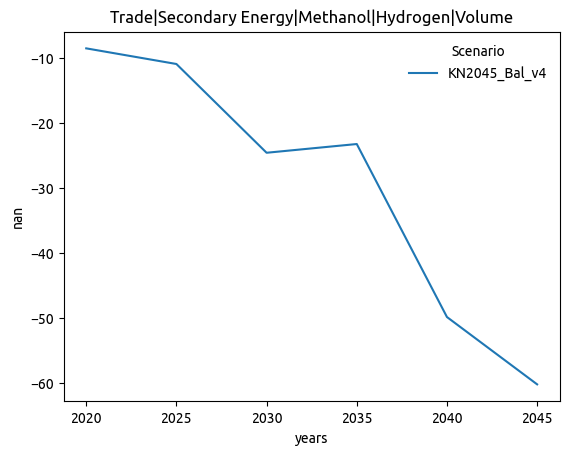 Trade|Secondary Energy|Methanol|Hydrogen|Volume
Scenario
KN2045_Bal_v4
−10
−20
−30
−40
−50
−60
nan
2020 2025 2030 2035 2040 2045
years